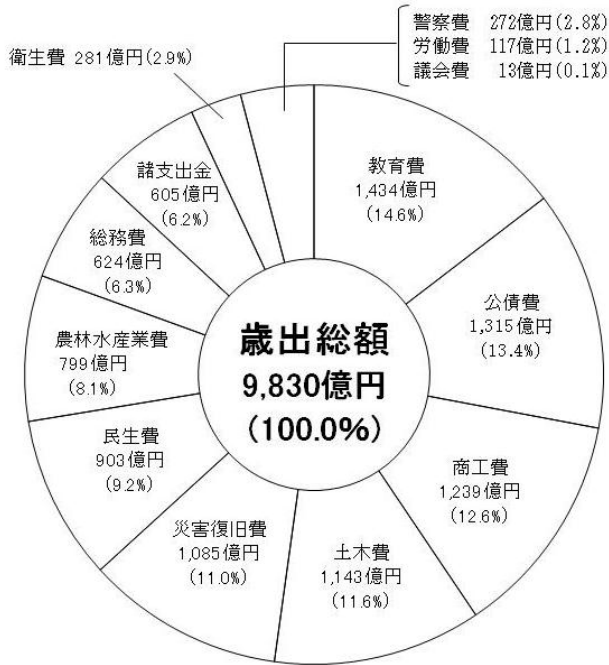 警察費 272億円(2.8%)
労働費 117億円(1.2%)
議会費 13億円(0.1%)
衛生費 281億円(2.9%)
教育費
1,434億円
(14.6%)
公債費
1,315億円
(13.4%)
商工費
1,239億円
(12.6%)
土木費
1,143億円
(11.6%)
災害復旧費
1,085億円
(11.0%)
民生費
903億円
(9.2%)
農林水産業費
799億円
(8.1%)
総務費
624億円
(6.3%)
諸支出金
605億円
(6.2%)
歳出総額
9,830億円
(100.0%)